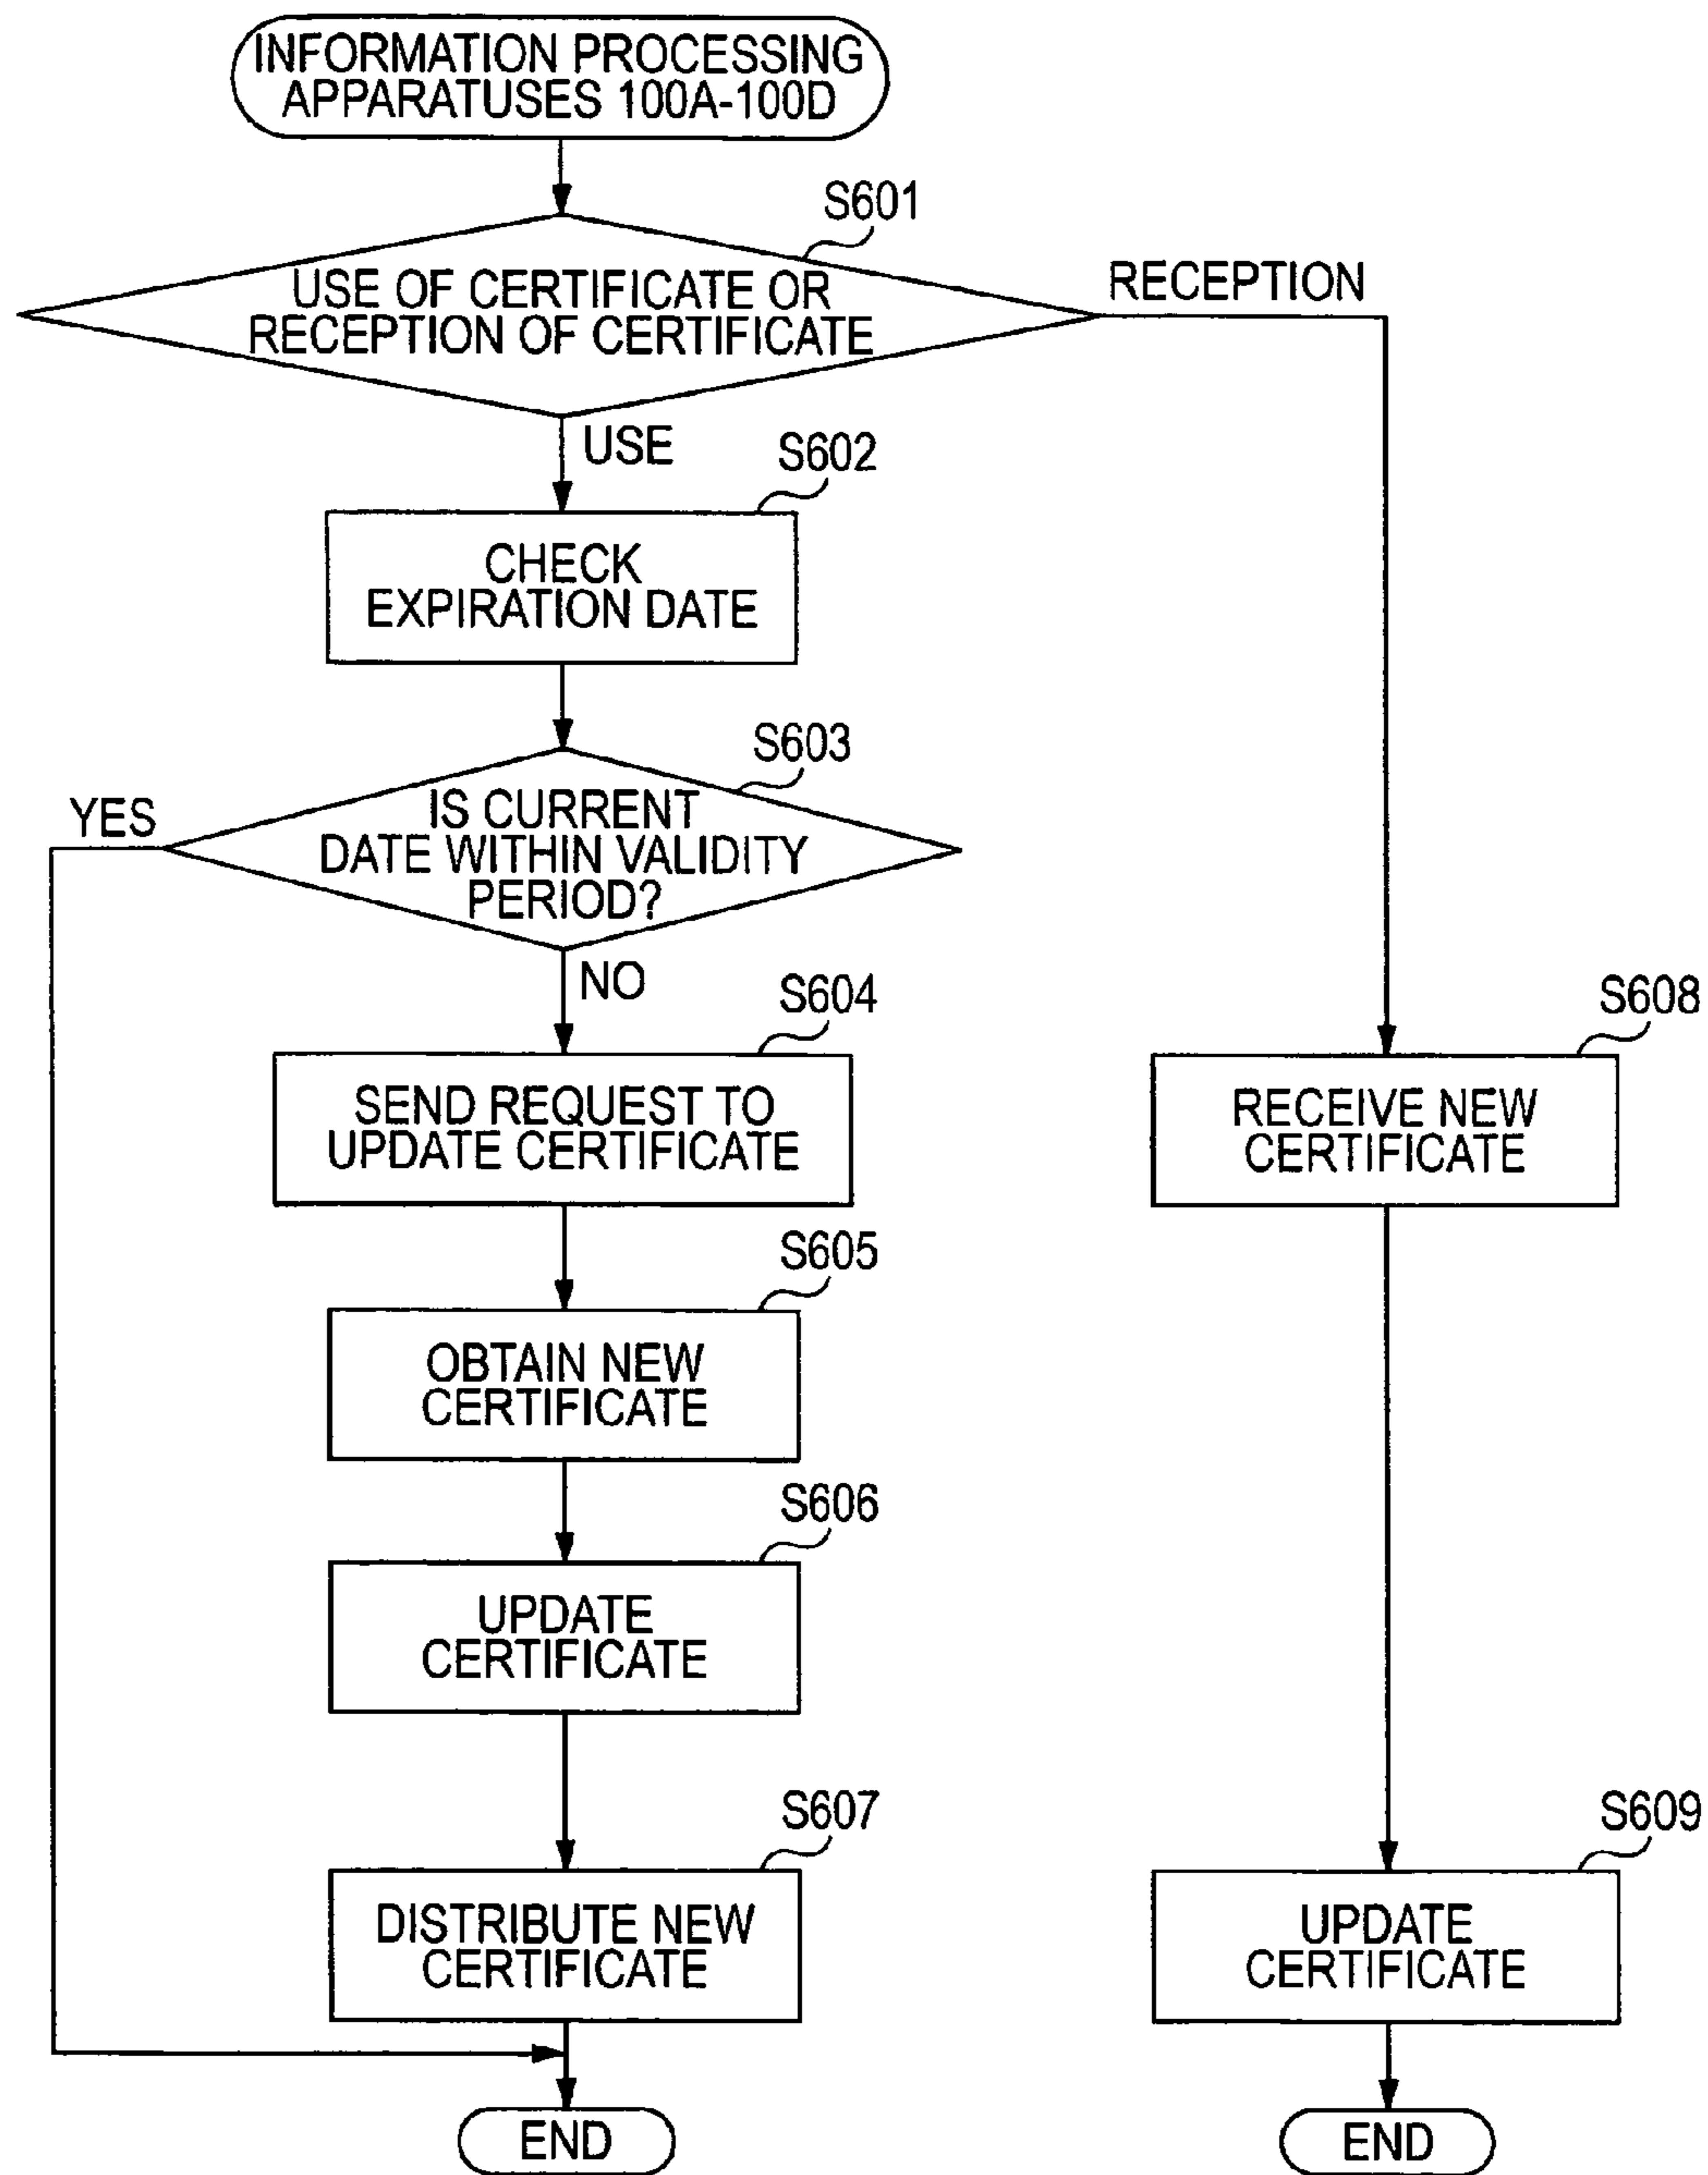 INFORMATION PROCESSING
APPARATUSES 100A-100D
S601
USE OF CERTIFICATE OR
RECEPTION OF CERTIFICATE
RECEPTION
USE
S602
CHECK
EXPIRATION DATE
S603
YES
IS CURRENT
DATE WITHIN VALIDITY
PERIOD?
NO
S604
SEND REQUEST TO
UPDATE CERTIFICATE
S608
RECEIVE NEW
CERTIFICATE
S605
OBTAIN NEW
CERTIFICATE
S606
UPDATE
CERTIFICATE
S607
DISTRIBUTE NEW
CERTIFICATE
S609
UPDATE
CERTIFICATE
END
END